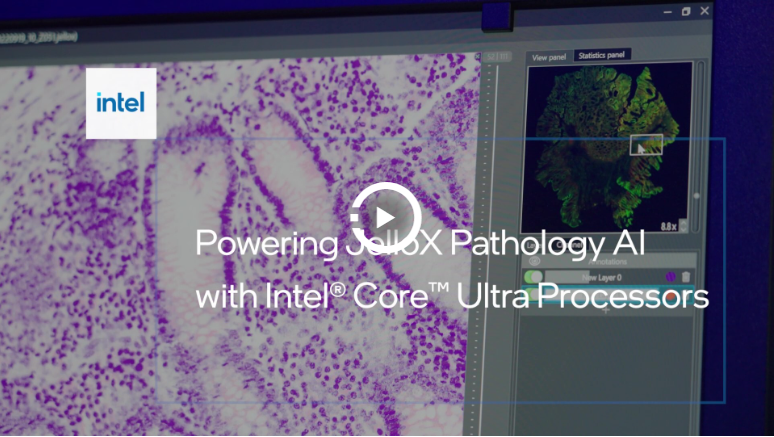 View panel
Statistics panel
intel
8.8x
Powering JelloX Pathology AI
Annotations
New Layer 0
with Intel® Core™ Ultra Processors